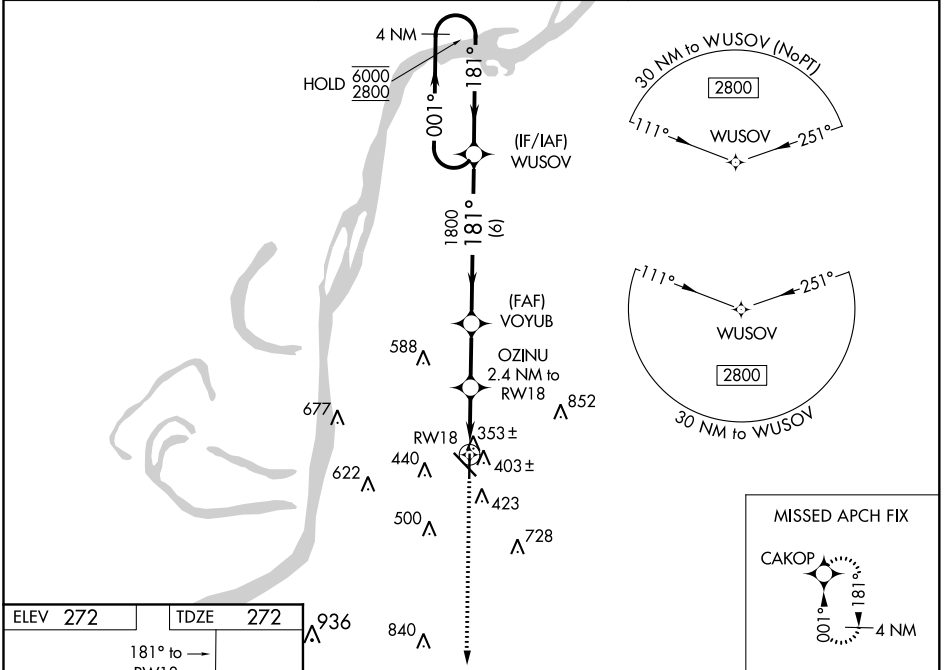 4 NM
HOLD 6000
2800
001°
181°
(IF/IAF)
WUSOV
1800
181°
(6)
(FAF)
VOYUB
588
OZINU
2.4 NM to
RW18
852
677
RW18
353±
440
403±
622
423
500
728
936
840
30 NM to WUSOV (NoPT)
2800
111°
WUSOV
251°
111°
251°
WUSOV
2800
30 NM to WUSOV
MISSED APCH FIX
CAKOP
001°
181°
4 NM
ELEV 272
TDZE 272
181° to
RW18